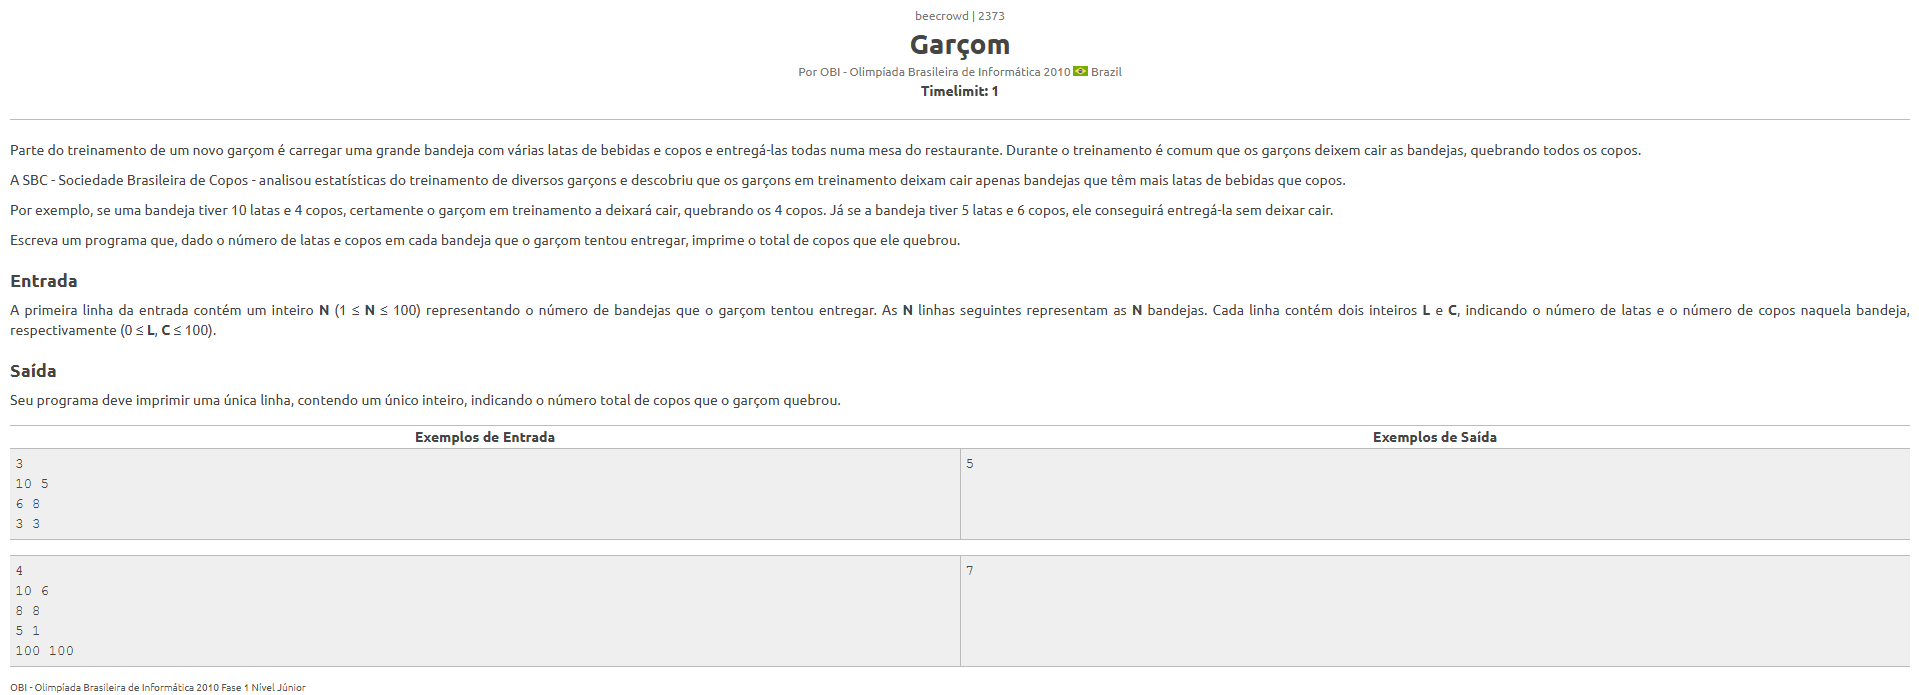 beecrowd | 2373
Garçom
Por OBI - Olimpíada Brasileira de Informática 2010 Brazil
Timelimit: 1
Parte do treinamento de um novo garçom é carregar uma grande bandeja com várias latas de bebidas e copos e entregá-las todas numa mesa do restaurante. Durante o treinamento é comum que os garçons deixem cair as bandejas, quebrando todos os copos.
A SBC - Sociedade Brasileira de Copos - analisou estatísticas do treinamento de diversos garçons e descobriu que os garçons em treinamento deixam cair apenas bandejas que têm mais latas de bebidas que copos.
Por exemplo, se uma bandeja tiver 10 latas e 4 copos, certamente o garçom em treinamento a deixará cair, quebrando os 4 copos. Já se a bandeja tiver 5 latas e 6 copos, ele conseguirá entregá-la sem deixar cair.
Escreva um programa que, dado o número de latas e copos em cada bandeja que o garçom tentou entregar, imprime o total de copos que ele quebrou.
Entrada
A primeira linha da entrada contém um inteiro N (1 ≤ N ≤ 100) representando o número de bandejas que o garçom tentou entregar. As N linhas seguintes representam as N bandejas. Cada linha contém dois inteiros L e C, indicando o número de latas e o número de copos naquela bandeja,
respectivamente (0 ≤ L, C ≤ 100).
Saída
Seu programa deve imprimir uma única linha, contendo um único inteiro, indicando o número total de copos que o garçom quebrou.
Exemplos de Entrada Exemplos de Saída
3 5
10 5
6 8
3 3
4 7
10 6
8 8
5 1
100 100
OBI - Olimpíada Brasileira de Informática 2010 Fase 1 Nível Júnior